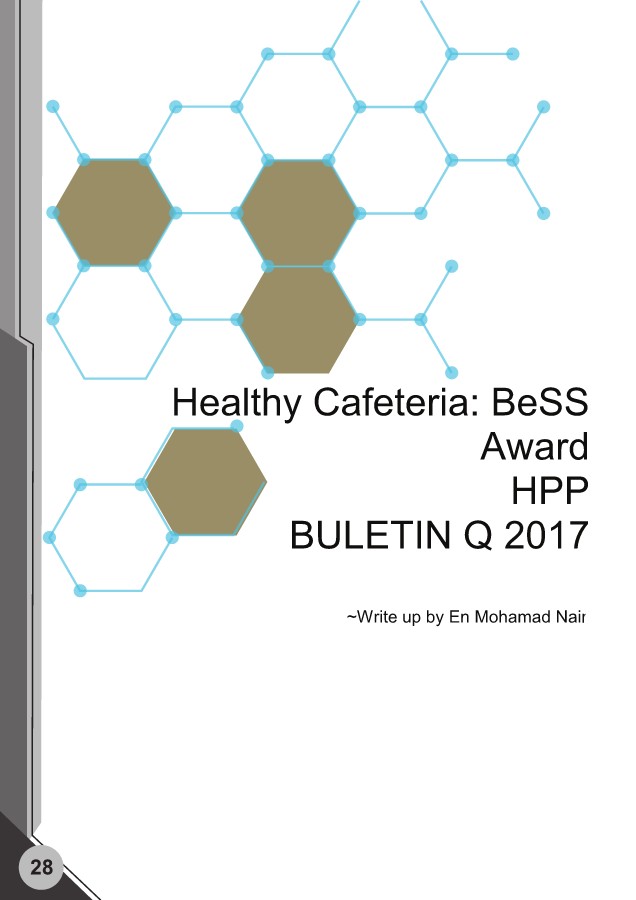 Healthy Cafeteria: BeSS
Award
HPP
BULETIN Q 2017
~Write up by En Mohamad Nair
28